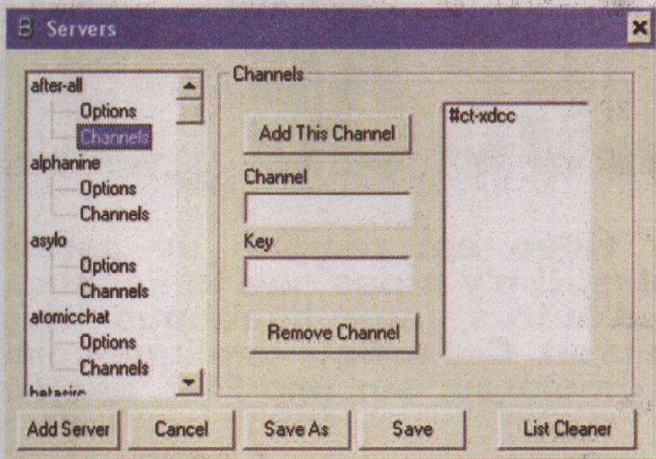 B Servers
after-all
Options
Channels
alphanine
Options
Channels
asylo
Options
Channels
atomicchat
Options
Channels
Channels
Add This Channel
Channel
Key
Remove Channel
#ct-xdcc
Add Server
Cancel
Save As
Save
List Cleaner